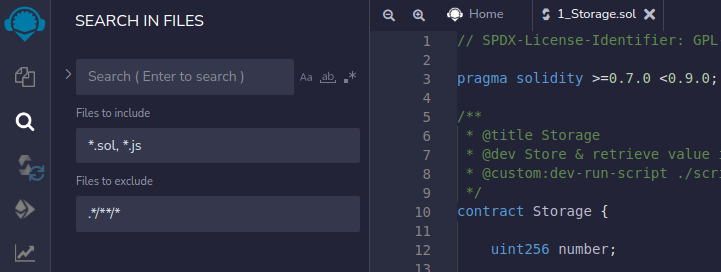 SEARCH IN FILES
Search ( Enter to search )
Aa ab, .*
Files to include
*.sol, *.js
Files to exclude
.*/**/*
Home
1_Storage.sol
1 // SPDX-License-Identifier: GPL
2
3 pragma solidity >=0.7.0 <0.9.0;
4
5 /**
6 * @title Storage
7 * @dev Store & retrieve value
8 * @custom:dev-run-script ./scri
9 */
10 contract Storage {
11
12 uint256 number;
13